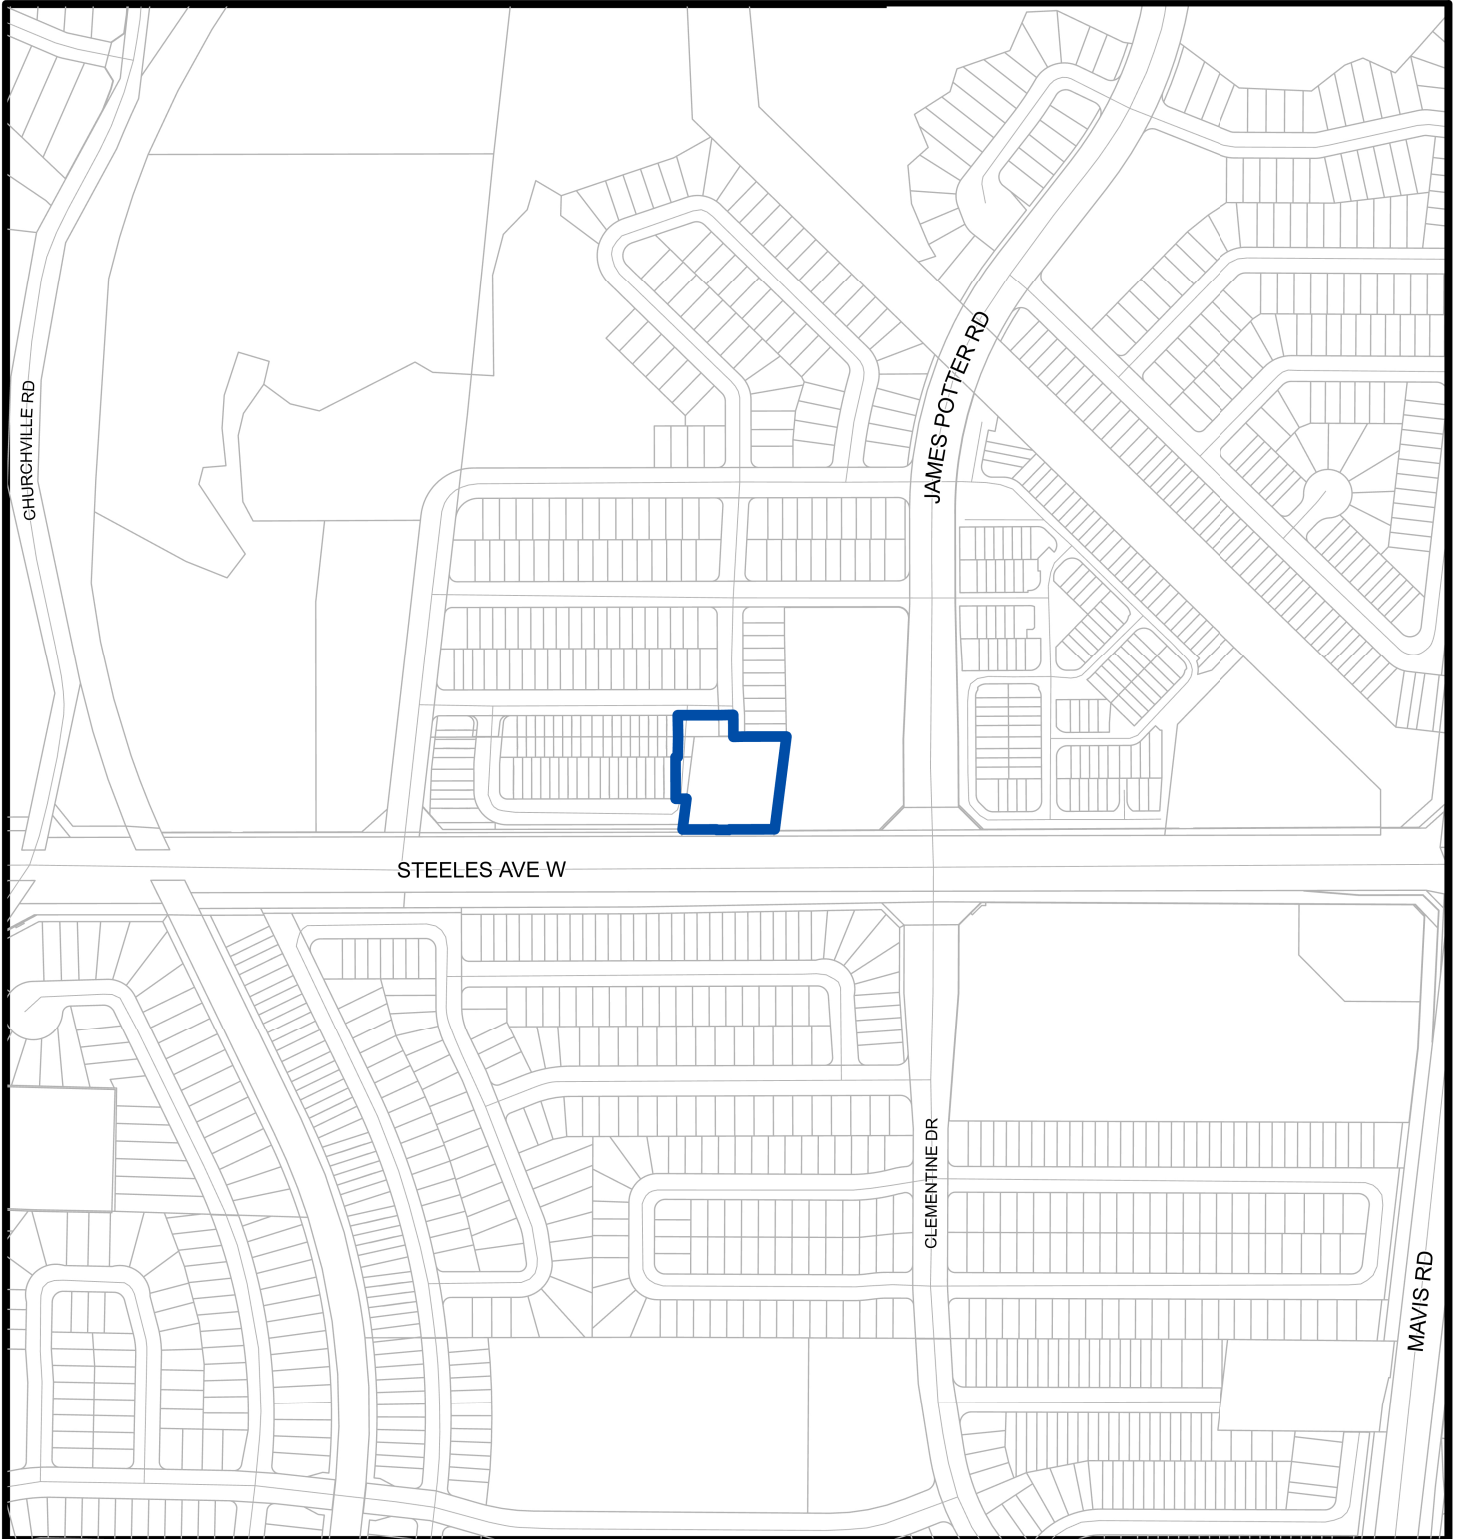 JAMES POTTER RD
CHURCHVILLE RD
STEELES AVE W
CLEMENTINE DR
MAVIS RD